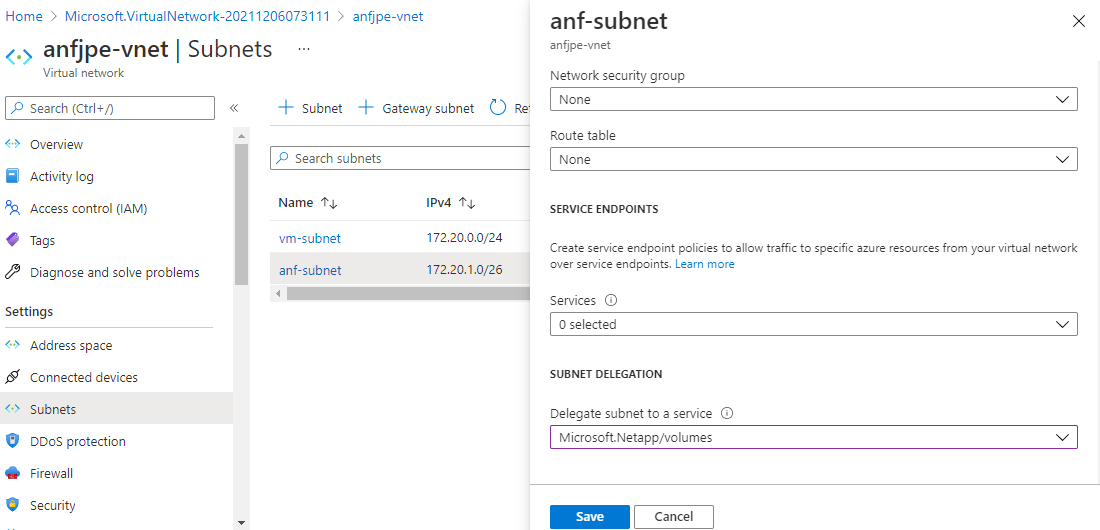 Home > Microsoft.VirtualNetwork-20211206073111 > anfjpe-vnet
anfjpe-vnet | Subnets ...
Virtual network
Search (Ctrl+/)
«
Overview
Activity log
Access control (IAM)
Tags
Diagnose and solve problems
Settings
Address space
Connected devices
Subnets
DDoS protection
Firewall
Security
+ Subnet + Gateway subnet
Search subnets
Name ↑↓ IPv4 ↑↓
vm-subnet 172.20.0.0/24
anf-subnet 172.20.1.0/26
anf-subnet
anfjpe-vnet
Network security group
None
Route table
None
SERVICE ENDPOINTS
Create service endpoint policies to allow traffic to specific azure resources from your virtual network
over service endpoints. Learn more
Services
0 selected
SUBNET DELEGATION
Delegate subnet to a service
Microsoft.Netapp/volumes
Save Cancel